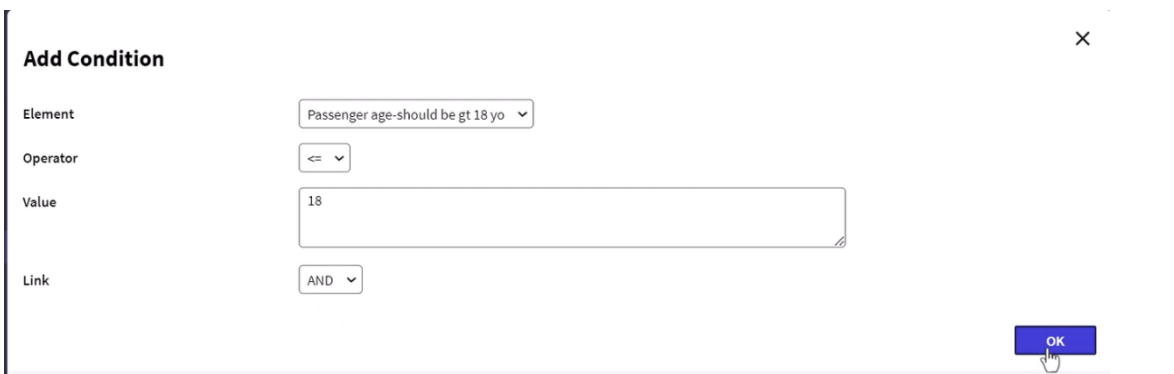 Add Condition
Element
Passenger age-should be gt 18 yo
Operator
<=
Value
18
Link
AND
OK